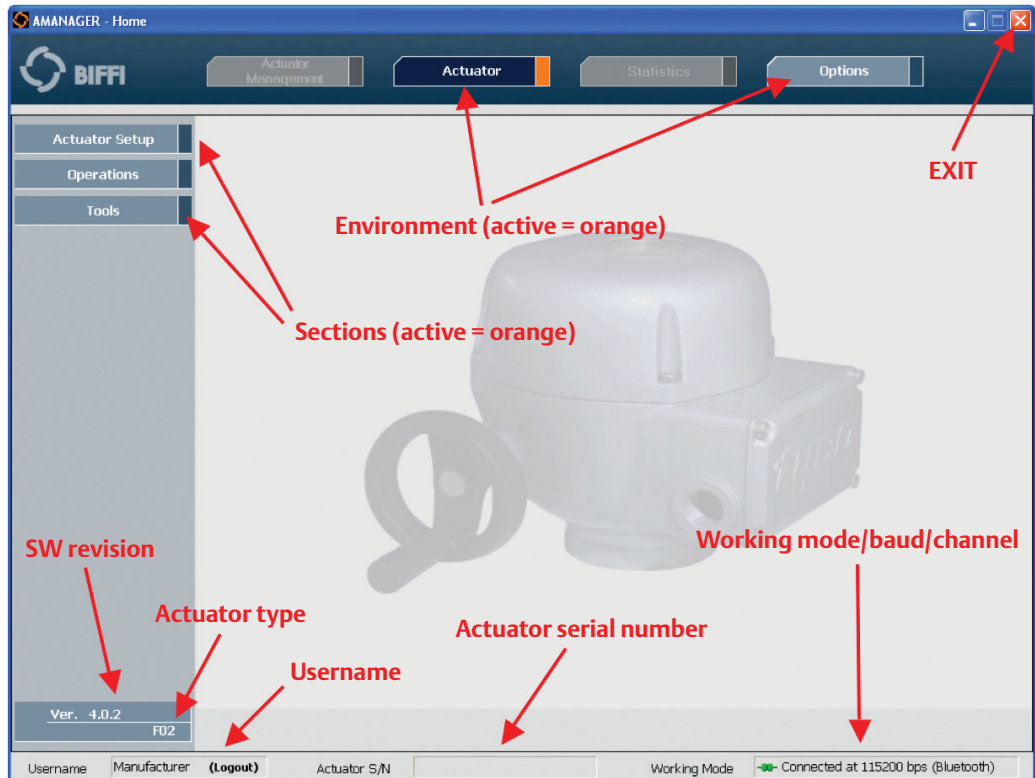 AMANAGER - Home
BIFFI
Actuator
Management
Actuator
Statistics
Options
Actuator Setup
Operations
Tools
EXIT
Environment (active = orange)
Sections (active = orange)
SW revision
Working mode/baud/channel
Actuator type
Actuator serial number
Username
Ver. 4.0.2
F02
Username Manufacturer (Logout) Actuator S/N Working Mode Connected at 115200 bps (Bluetooth)